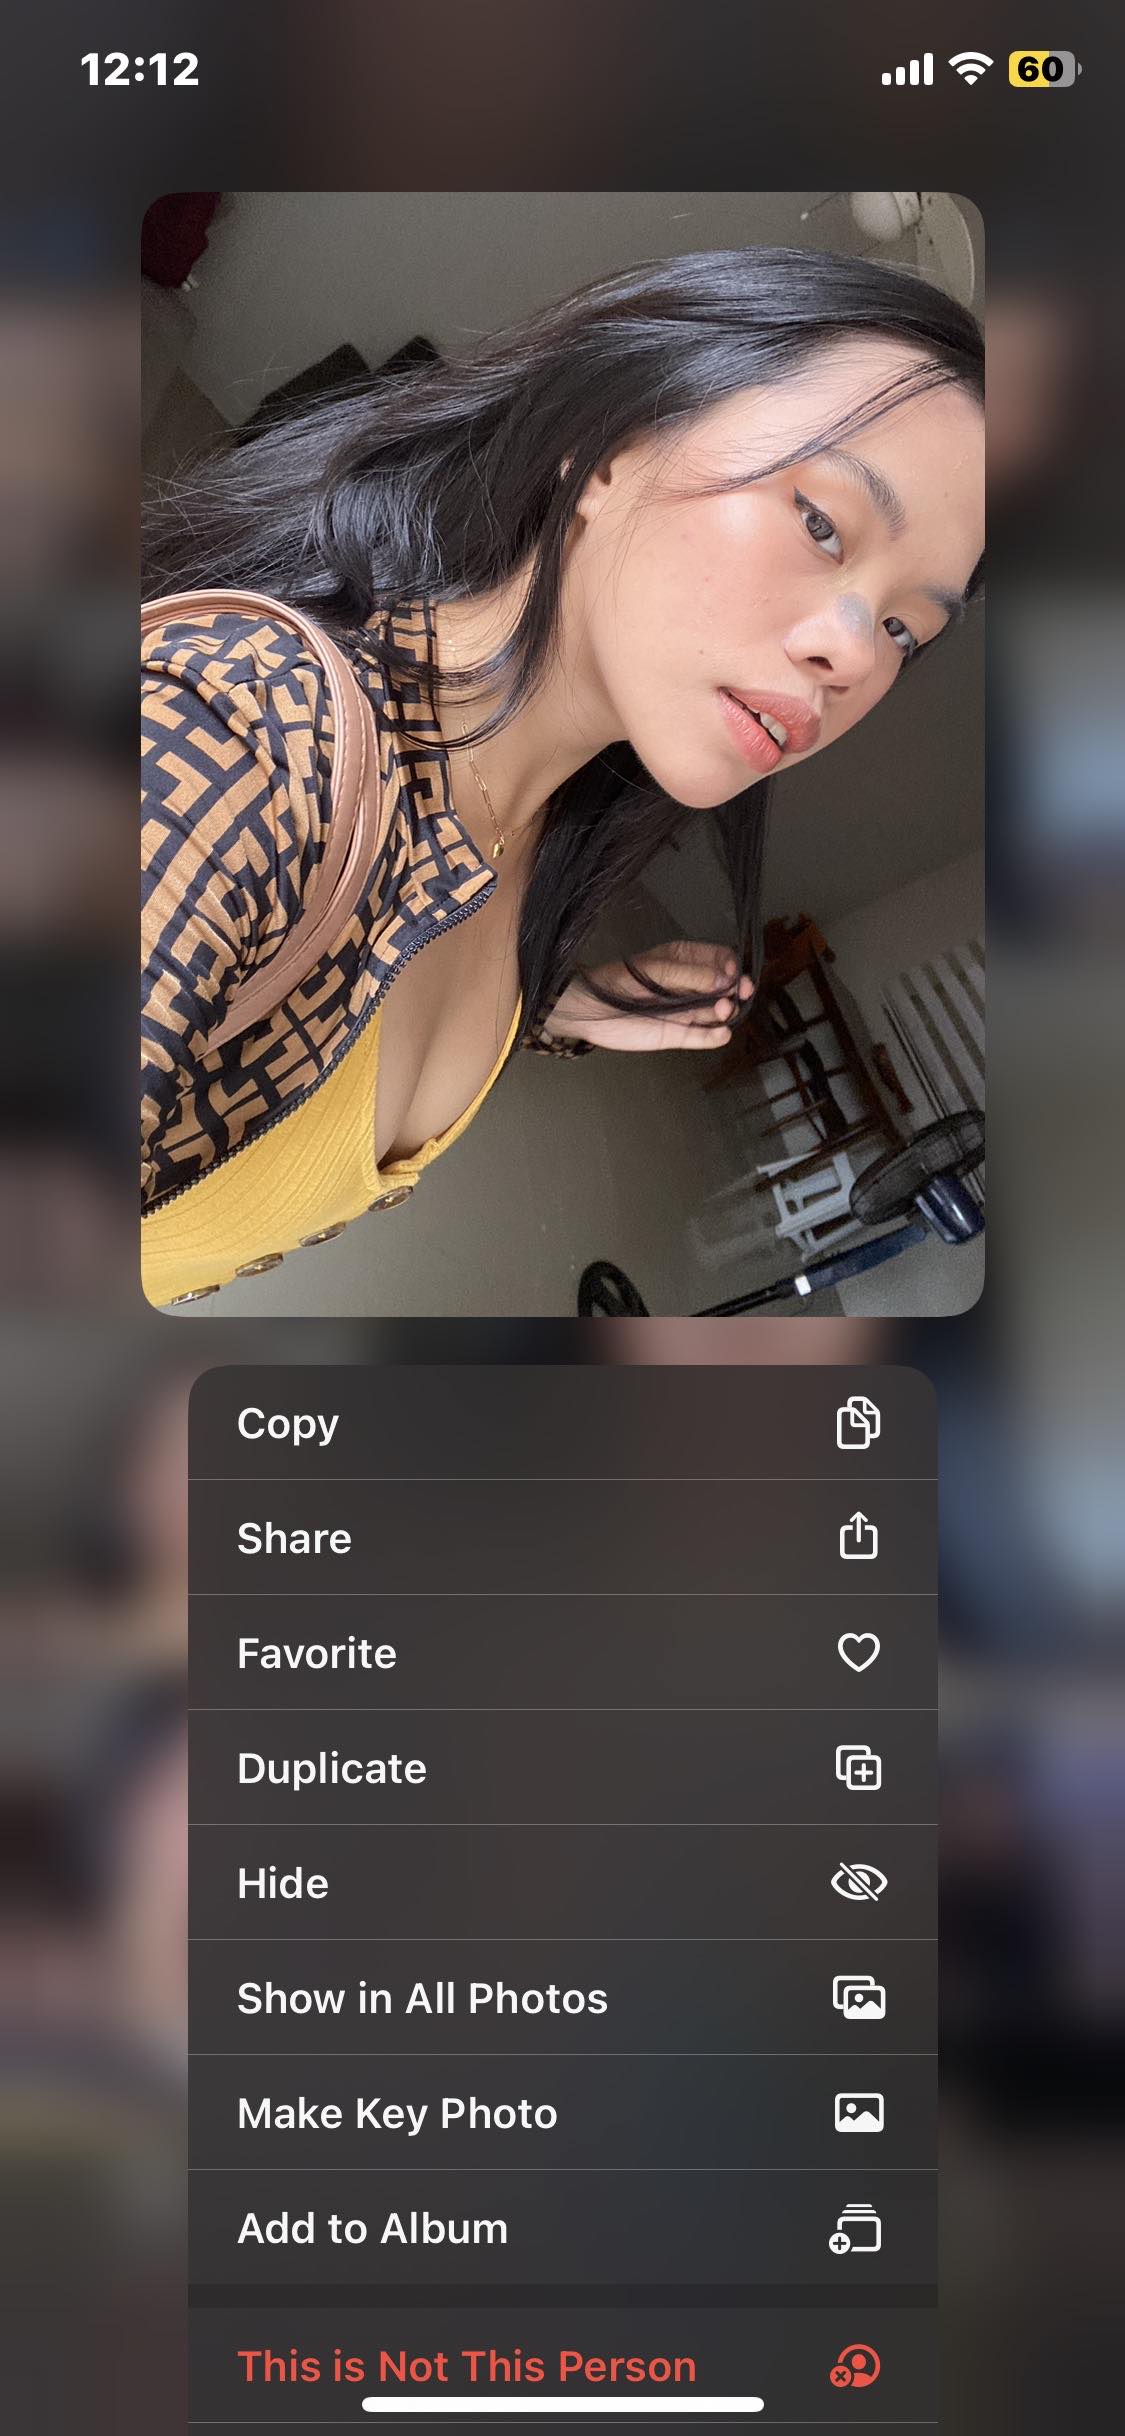 12:12
60
Copy
Share
Favorite
Duplicate
Hide
Show in All Photos
Make Key Photo
Add to Album
This is Not This Person